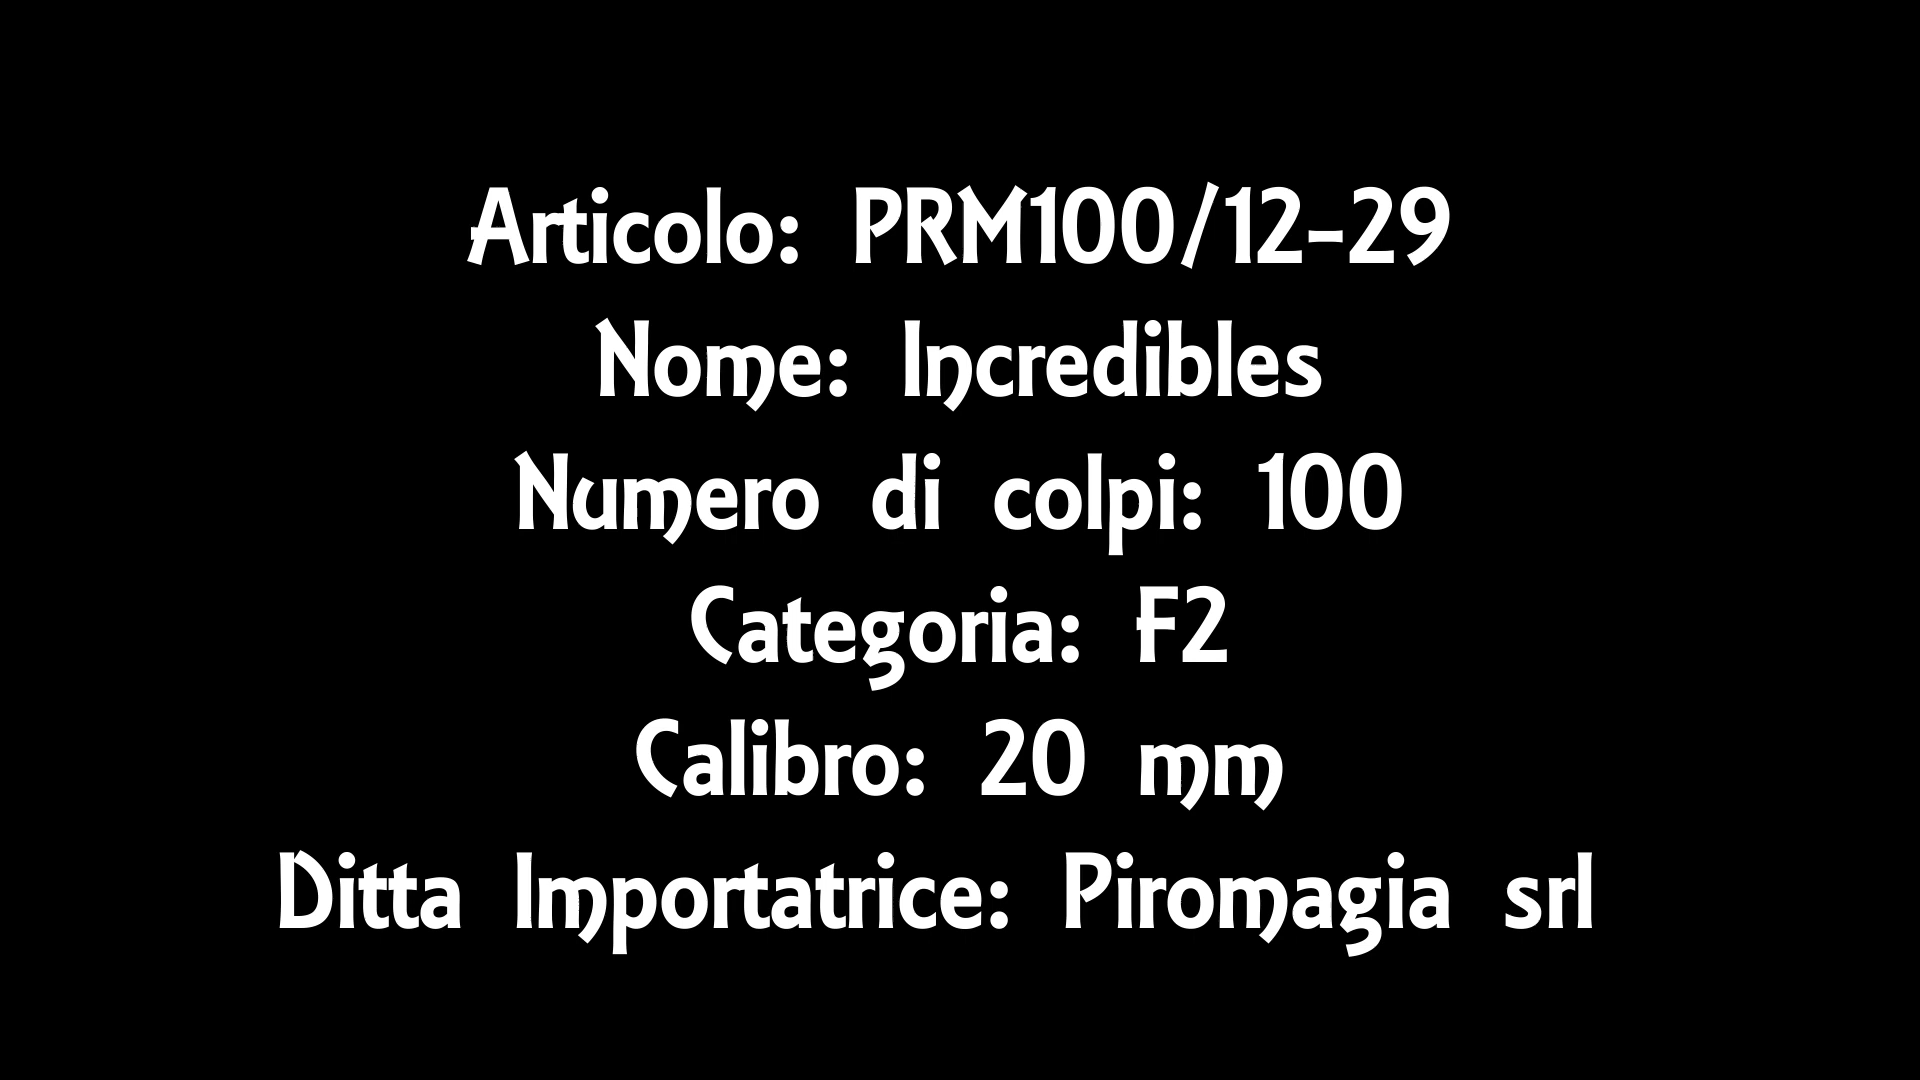 Articolo: PRM100/12-29
Nome: Incredibles
Numero di colpi: 100
Categoria: F2
Calibro: 20 mm
Ditta Importatrice: Piromagia srl